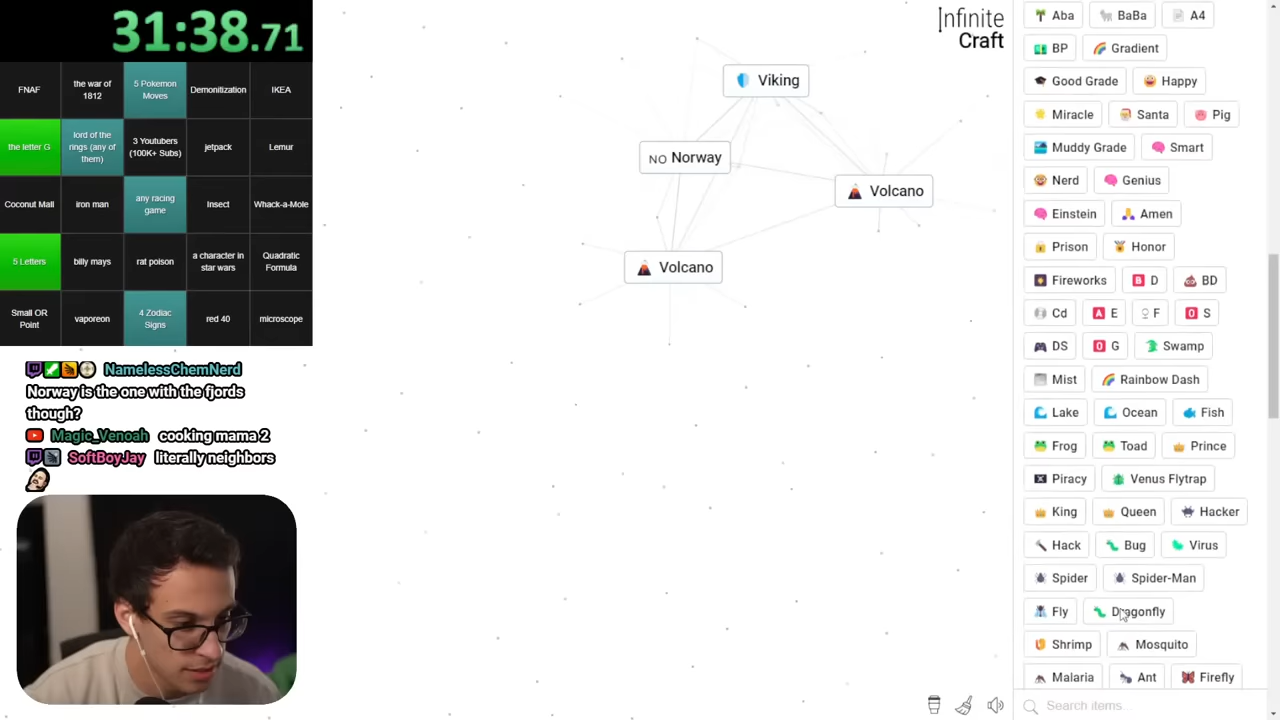 31:38.71
FNAF
the war of
1812
5 Pokemon
Moves
Demonitization
IKEA
the letter G
lord of the
rings (any of
them)
3 Youtubers
(100K+ Subs)
jetpack
Lemur
Coconut Mall
iron man
any racing
game
Insect
Whack-a-Mole
5 Letters
billy mays
rat poison
a character in
star wars
Quadratic
Formula
Small OR
Point
vaporeon
4 Zodiac
Signs
red 40
microscope
NamelessChemNerd
Norway is the one with the fjords
though?
Magic_Venoah cooking mama 2
SoftBoyJay literally neighbors
Infinite
Craft
Viking
NO Norway
Volcano
Volcano
Aba BaBa A4
BP Gradient
Good Grade Happy
Miracle Santa Pig
Muddy Grade Smart
Nerd Genius
Einstein Amen
Prison Honor
Fireworks D BD
Cd E F S
DS G Swamp
Mist Rainbow Dash
Lake Ocean Fish
Frog Toad Prince
Piracy Venus Flytrap
King Queen Hacker
Hack Bug Virus
Spider Spider-Man
Fly Dragonfly
Shrimp Mosquito
Malaria Ant Firefly
Search items...